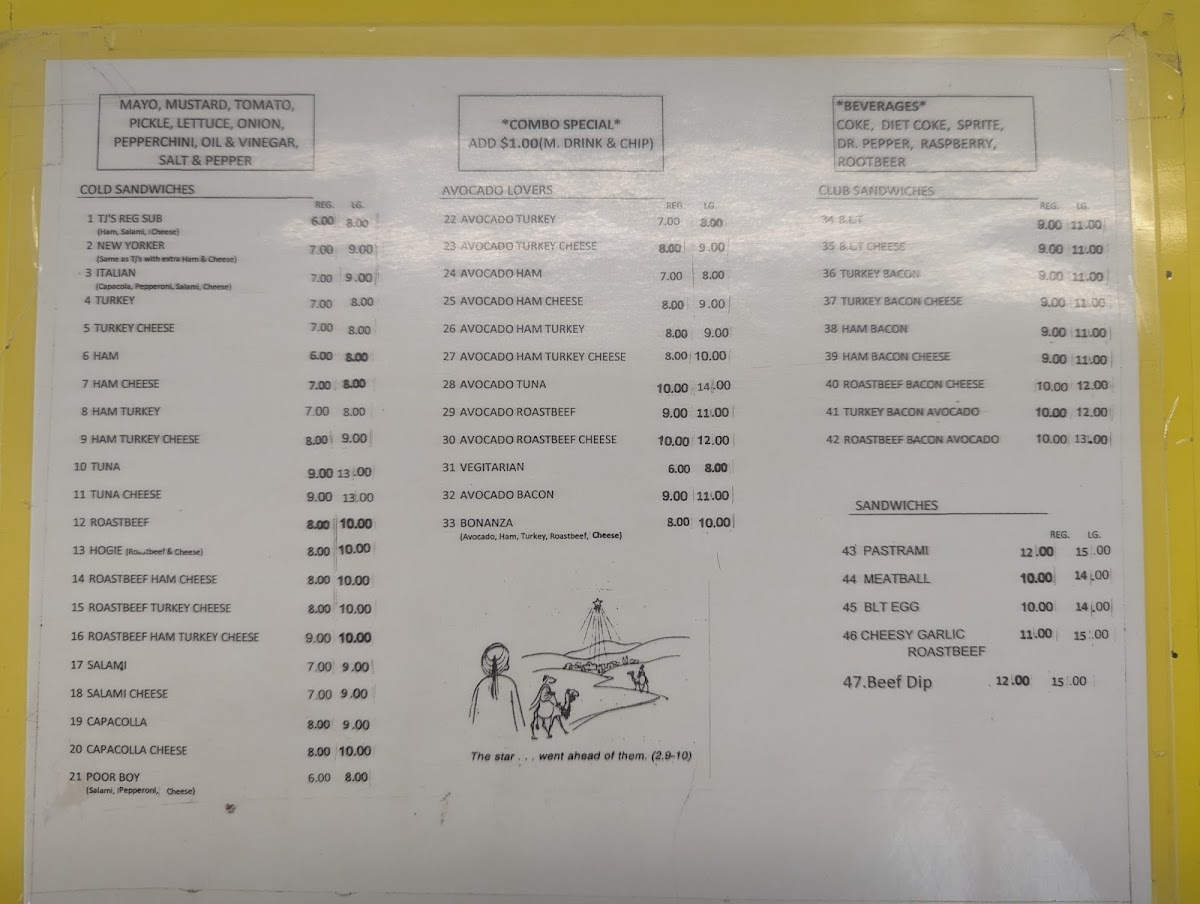 MAYO, MUSTARD, TOMATO,
PICKLE, LETTUCE, ONION,
PEPPERCHINI, OIL & VINEGAR,
SALT & PEPPER
COLD SANDWICHES
REG. LG.
1 TJ'S REG SUB 6.00 8.00
(Ham, Salami, Cheese)
2 NEW YORKER 7.00 9.00
(Same as Tj's with extra Ham & Cheese)
3 ITALIAN 7.00 9.00
(Capacola, Pepperoni, Salami, Cheese)
4 TURKEY 7.00 8.00
5 TURKEY CHEESE 7.00 8.00
6 HAM 6.00 8.00
7 HAM CHEESE 7.00 8.00
8 HAM TURKEY 7.00 8.00
9 HAM TURKEY CHEESE 8.00 9.00
10 TUNA 9.00 13.00
11 TUNA CHEESE 9.00 13.00
12 ROASTBEEF 8.00 10.00
13 HOGIE (Roastbeef & Cheese) 8.00 10.00
14 ROASTBEEF HAM CHEESE 8.00 10.00
15 ROASTBEEF TURKEY CHEESE 8.00 10.00
16 ROASTBEEF HAM TURKEY CHEESE 9.00 10.00
17 SALAMI 7.00 9.00
18 SALAMI CHEESE 7.00 9.00
19 CAPACOLLA 8.00 9.00
20 CAPACOLLA CHEESE 8.00 10.00
21 POOR BOY 6.00 8.00
(Salami, Pepperoni, Cheese)
*COMBO SPECIAL*
ADD $1.00(M. DRINK & CHIP)
AVOCADO LOVERS
REG. LG.
22 AVOCADO TURKEY 7.00 8.00
23 AVOCADO TURKEY CHEESE 8.00 9.00
24 AVOCADO HAM 7.00 8.00
25 AVOCADO HAM CHEESE 8.00 9.00
26 AVOCADO HAM TURKEY 8.00 9.00
27 AVOCADO HAM TURKEY CHEESE 8.00 10.00
28 AVOCADO TUNA 10.00 14.00
29 AVOCADO ROASTBEEF 9.00 11.00
30 AVOCADO ROASTBEEF CHEESE 10.00 12.00
31 VEGITARIAN 6.00 8.00
32 AVOCADO BACON 9.00 11.00
33 BONANZA 8.00 10.00
(Avocado, Ham, Turkey, Roastbeef, Cheese)
The star . . . went ahead of them. (2.9-10)
*BEVERAGES*
COKE, DIET COKE, SPRITE,
DR. PEPPER, RASPBERRY,
ROOTBEER
CLUB SANDWICHES
REG. LG.
34 B.L.T 9.00 11.00
35 B.L.T CHEESE 9.00 11.00
36 TURKEY BACON 9.00 11.00
37 TURKEY BACON CHEESE 9.00 11.00
38 HAM BACON 9.00 11.00
39 HAM BACON CHEESE 9.00 11.00
40 ROASTBEEF BACON CHEESE 10.00 12.00
41 TURKEY BACON AVOCADO 10.00 12.00
42 ROASTBEEF BACON AVOCADO 10.00 13.00
SANDWICHES
REG. LG.
43 PASTRAMI 12.00 15.00
44 MEATBALL 10.00 14.00
45 BLT EGG 10.00 14.00
46 CHEESY GARLIC 11.00 15.00
ROASTBEEF
47.Beef Dip 12.00 15.00